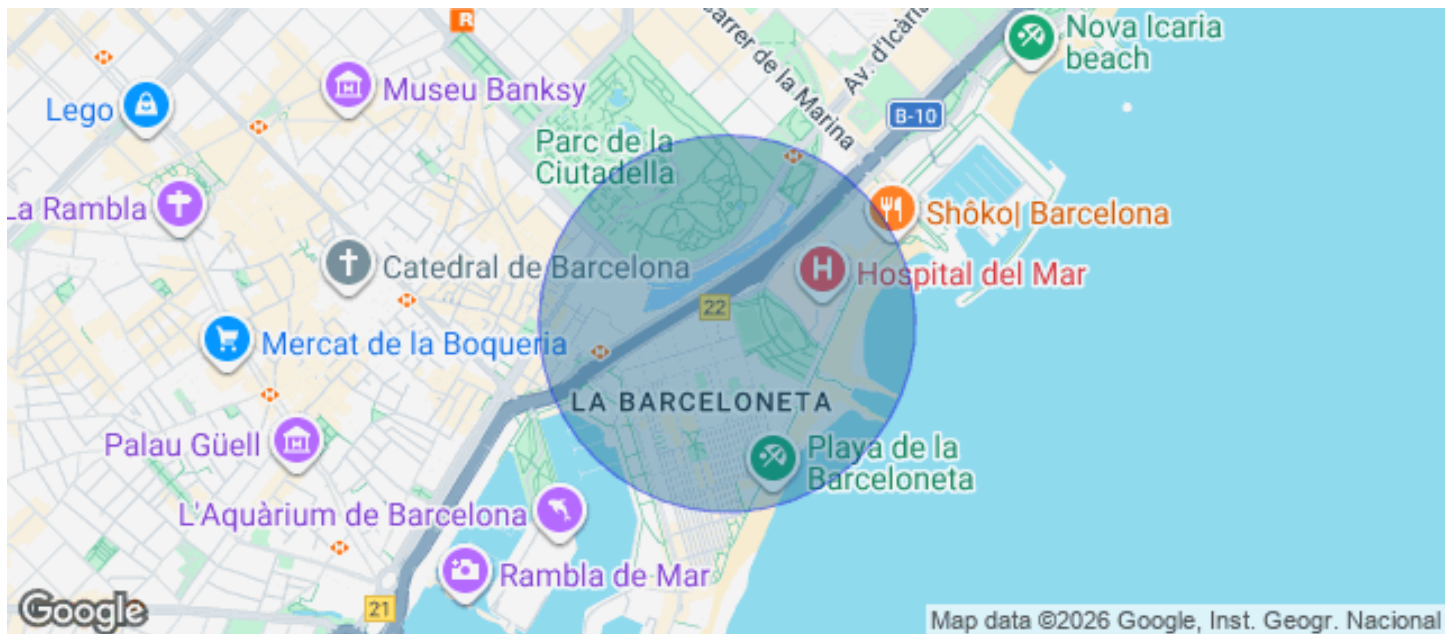 R
Nova Icaria
beach
arrer de la Marina
Av. d'Icària
Lego
Museu Banksy
B-10
Parc de la
Ciutadella
La Rambla
Shôko| Barcelona
Catedral de Barcelona
H
Hospital del Mar
22
Mercat de la Boqueria
LA BARCELONETA
Palau Güell
Playa de la
Barceloneta
L'Aquàrium de Barcelona
Rambla de Mar
21
Google
Map data ©2026 Google, Inst. Geogr. Nacional